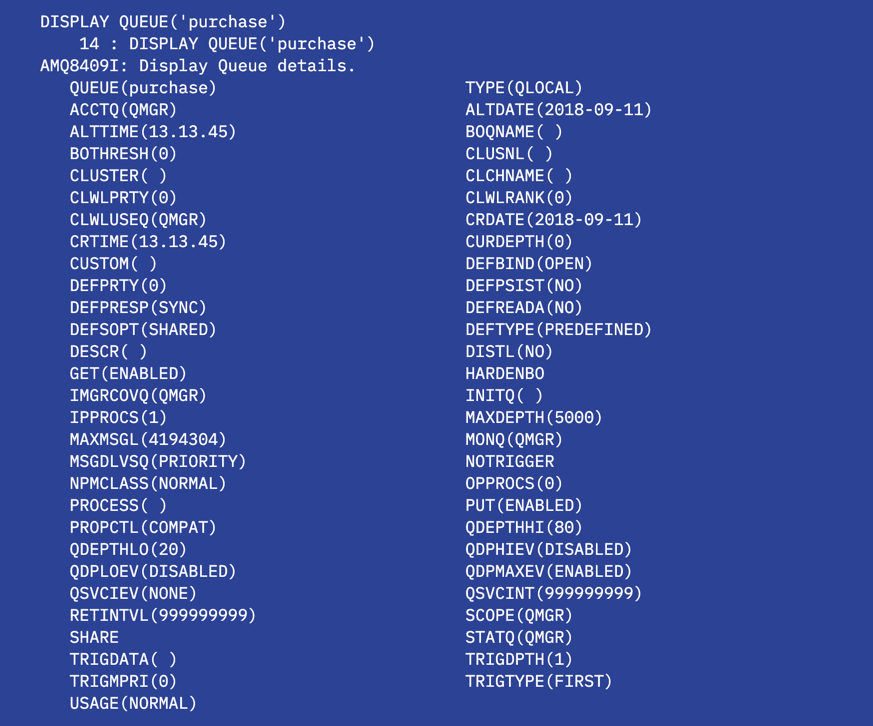 DISPLAY QUEUE('purchase')
14 : DISPLAY QUEUE('purchase')
AMQ8409I: Display Queue details.
QUEUE(purchase) TYPE(QLOCAL)
ACCTQ(QMGR) ALTDATE(2018-09-11)
ALTTIME(13.13.45) BOQNAME( )
BOTHRESH(0) CLUSNL( )
CLUSTER( ) CLCHNAME( )
CLWLPRTY(0) CLWLRANK(0)
CLWLUSEQ(QMGR) CRDATE(2018-09-11)
CRTIME(13.13.45) CURDEPTH(0)
CUSTOM( ) DEFBIND(OPEN)
DEFPRTY(0) DEFPSIST(NO)
DEFPRESP(SYNC) DEFREADA(NO)
DEFSOPT(SHARED) DEFTYPE(PREDEFINED)
DESCR( ) DISTL(NO)
GET(ENABLED) HARDENBO
IMGRCOVQ(QMGR) INITQ( )
IPPROCS(1) MAXDEPTH(5000)
MAXMSGL(4194304) MONQ(QMGR)
MSGDLVSQ(PRIORITY) NOTRIGGER
NPMCLASS(NORMAL) OPPROCS(0)
PROCESS( ) PUT(ENABLED)
PROPCTL(COMPAT) QDEPTHHI(80)
QDEPTHLO(20) QDPHIEV(DISABLED)
QDPLOEV(DISABLED) QDPMAXEV(ENABLED)
QSVCIEV(NONE) QSVCINT(999999999)
RETINTVL(999999999) SCOPE(QMGR)
SHARE STATQ(QMGR)
TRIGDATA( ) TRIGDPTH(1)
TRIGMPRI(0) TRIGTYPE(FIRST)
USAGE(NORMAL)